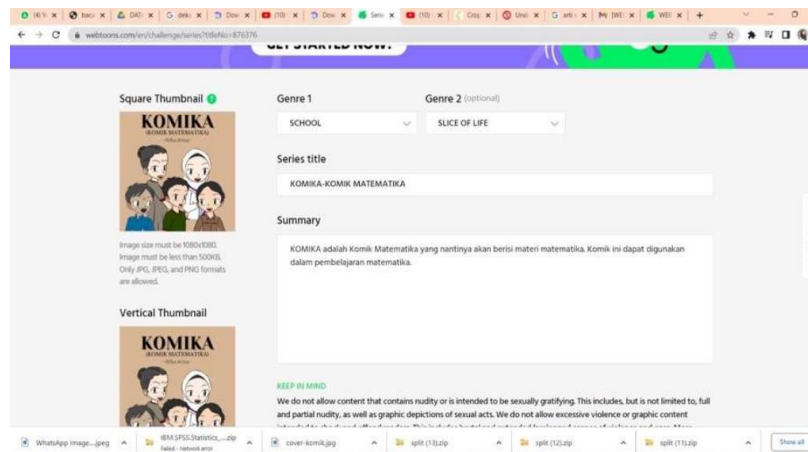 webtoons.com/en/challenge/series?titleNo=876376
GET STARTED NOW!
Square Thumbnail
KOMIKA
(KOMIK MATEMATIKA)
Image size must be 1080x1080.
Image must be less than 500KB.
Only JPG, JPEG, and PNG formats
are allowed.
Vertical Thumbnail
KOMIKA
(KOMIK MATEMATIKA)
Genre 1
Genre 2 (optional)
SCHOOL
SLICE OF LIFE
Series title
KOMIKA-KOMIK MATEMATIKA
Summary
KOMIKA adalah Komik Matematika yang nantinya akan berisi materi matematika. Komik ini dapat digunakan
dalam pembelajaran matematika.
KEEP IN MIND
We do not allow content that contains nudity or is intended to be sexually gratifying. This includes, but is not limited to, full
and partial nudity, as well as graphic depictions of sexual acts. We do not allow excessive violence or graphic content
WhatsApp Image...jpeg
IBM.SPSS.Statistics_....zip
Failed - Network error
cover-komik.jpg
split (13).zip
split (12).zip
split (11).zip
Show all